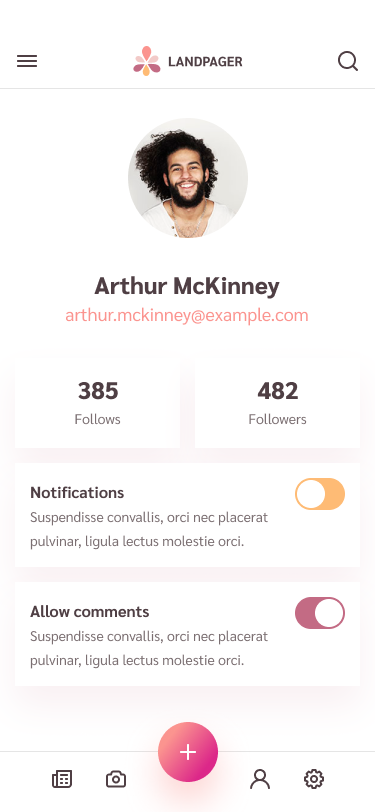 LANDPAGER
Arthur McKinney
arthur.mckinney@example.com
385
482
Follows
Followers
Notifications
Suspendisse convallis, orci nec placerat
pulvinar, ligula lectus molestie orci.
Allow comments
Suspendisse convallis, orci nec placerat
pulvinar, ligula lectus molestie orci.